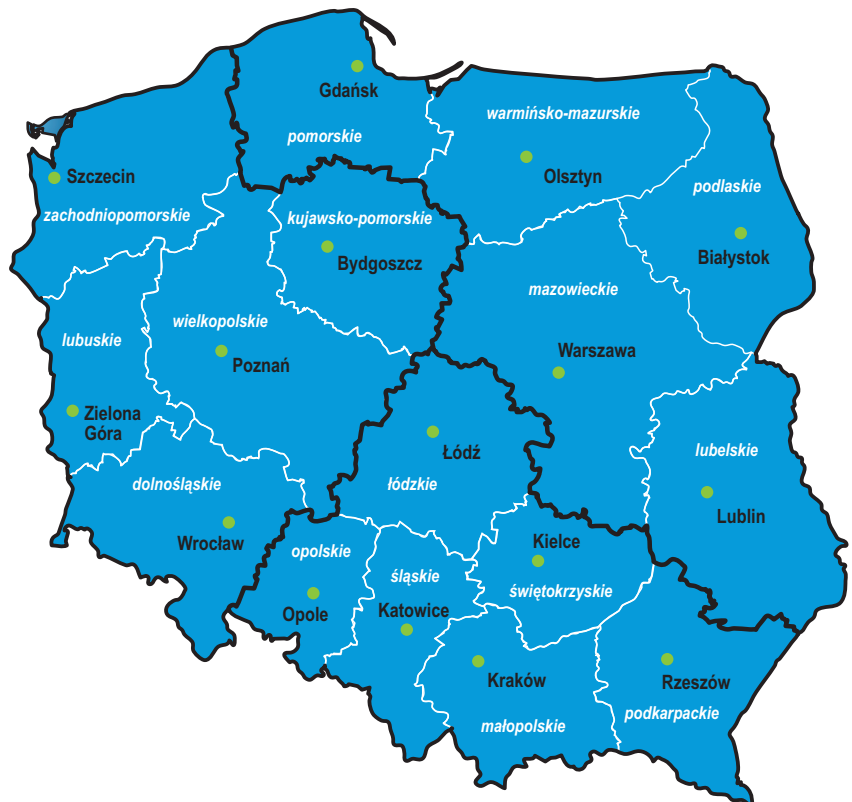 Gdańsk
pomorskie
warmińsko-mazurskie
Olsztyn
Szczecin
zachodniopomorskie
podlaskie
Białystok
kujawsko-pomorskie
Bydgoszcz
mazowieckie
Warszawa
lubuskie
Zielona
Góra
wielkopolskie
Poznań
Łódź
łódzkie
lubelskie
Lublin
dolnośląskie
Wrocław
opolskie
Opole
śląskie
Katowice
Kielce
świętokrzyskie
Kraków
małopolskie
Rzeszów
podkarpackie